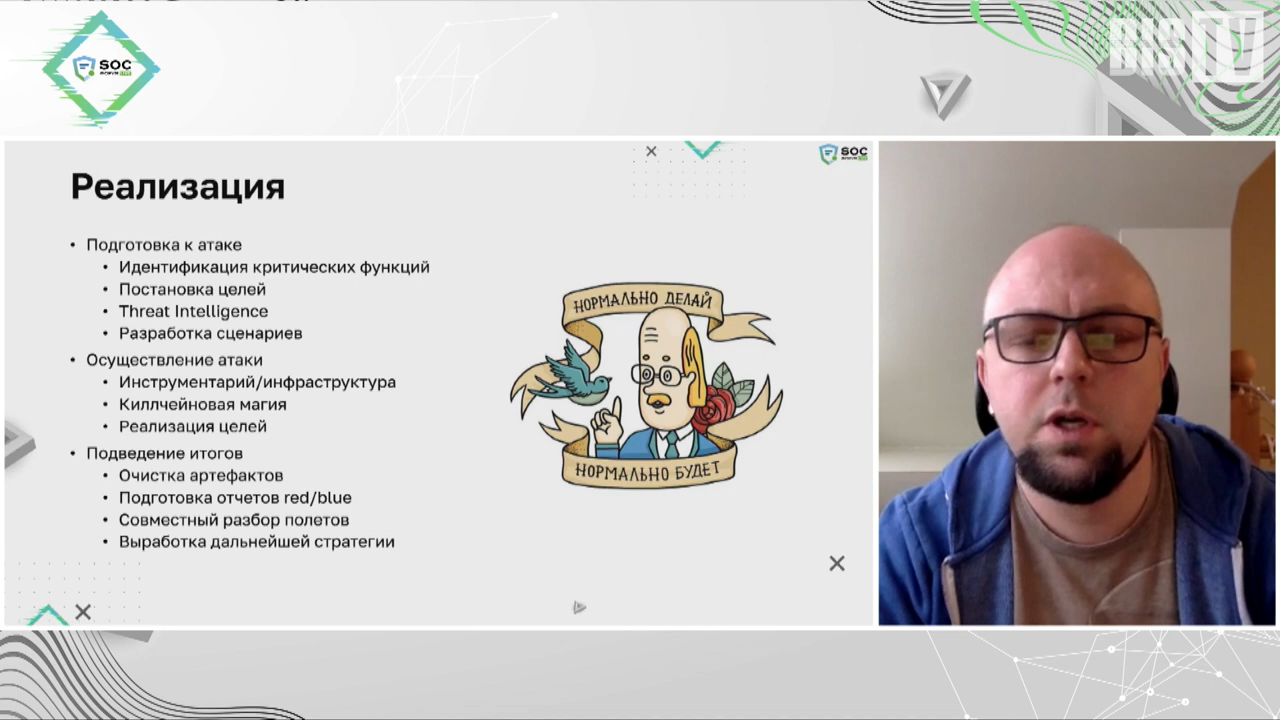 SOC
BIS TV
SOC
Реализация
• Подготовка к атаке
• Идентификация критических функций
• Постановка целей
• Threat Intelligence
• Разработка сценариев
• Осуществление атаки
• Инструментарий/инфраструктура
• Киллчейновая магия
• Реализация целей
• Подведение итогов
• Очистка артефактов
• Подготовка отчетов red/blue
• Совместный разбор полетов
• Выработка дальнейшей стратегии
НОРМАЛЬНО ДЕЛАЙ
НОРМАЛЬНО БУДЕТ